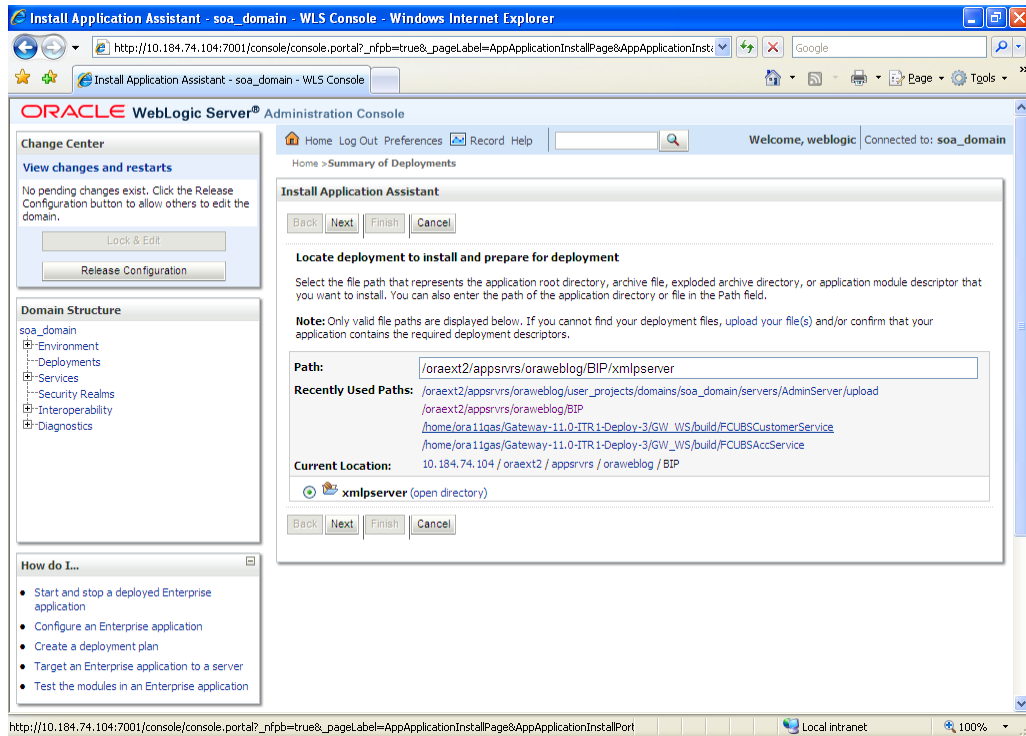 Install Application Assistant - soa_domain - WLS Console - Windows Internet Explorer
http://10.184.74.104:7001/console/console.portal?_nfpb=true&_pageLabel=AppApplicationInstallPage&AppApplicationInsta
Google
Install Application Assistant - soa_domain - WLS Console
Page
Tools
ORACLE WebLogic Server® Administration Console
Change Center
View changes and restarts
No pending changes exist. Click the Release
Configuration button to allow others to edit the
domain.
Lock & Edit
Release Configuration
Domain Structure
soa_domain
Environment
Deployments
Services
Security Realms
Interoperability
Diagnostics
How do I...
Start and stop a deployed Enterprise
application
Configure an Enterprise application
Create a deployment plan
Target an Enterprise application to a server
Test the modules in an Enterprise application
Home Log Out Preferences Record Help
Welcome, weblogic Connected to: soa_domain
Home >Summary of Deployments
Install Application Assistant
Back Next Finish Cancel
Locate deployment to install and prepare for deployment
Select the file path that represents the application root directory, archive file, exploded archive directory, or application module descriptor that
you want to install. You can also enter the path of the application directory or file in the Path field.
Note: Only valid file paths are displayed below. If you cannot find your deployment files, upload your file(s) and/or confirm that your
application contains the required deployment descriptors.
Path: /oraext2/appsrvrs/oraweblog/BIP/xmlpserver
Recently Used Paths: /oraext2/appsrvrs/oraweblog/user_projects/domains/soa_domain/servers/AdminServer/upload
/oraext2/appsrvrs/oraweblog/BIP
/home/ora11gas/Gateway-11.0-ITR1-Deploy-3/GW_WS/build/FCUBSCustomerService
/home/ora11gas/Gateway-11.0-ITR1-Deploy-3/GW_WS/build/FCUBSAccService
Current Location: 10.184.74.104 / oraext2 / appsrvrs / oraweblog / BIP
xmlpserver (open directory)
Back Next Finish Cancel
http://10.184.74.104:7001/console/console.portal?_nfpb=true&_pageLabel=AppApplicationInstallPage&AppApplicationInstallPort
Local intranet
100%